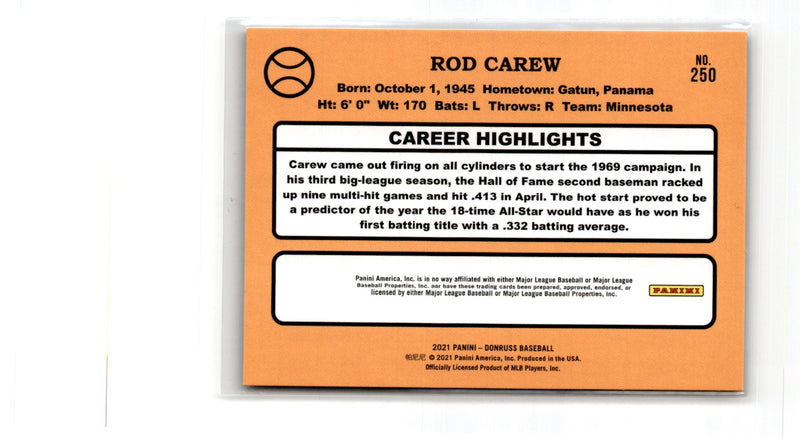 ROD CAREW
NO.
250
Born: October 1, 1945 Hometown: Gatun, Panama
Ht: 6' 0" Wt: 170 Bats: L Throws: R Team: Minnesota
CAREER HIGHLIGHTS
Carew came out firing on all cylinders to start the 1969 campaign. In
his third big-league season, the Hall of Fame second baseman racked
up nine multi-hit games and hit .413 in April. The hot start proved to be
a predictor of the year the 18-time All-Star would have as he won his
first batting title with a .332 batting average.
Panini America, Inc. is in no way affiliated with either Major League Baseball or Major League
Baseball Properties, Inc. nor have these trading cards been prepared, approved, endorsed, or
licensed by either Major League Baseball or Major League Baseball Properties, Inc.
PANINI
2021 PANINI – DONRUSS BASEBALL
帕尼尼 © 2021 Panini America, Inc. Produced in the USA.
Officially Licensed Product of MLB Players, Inc.